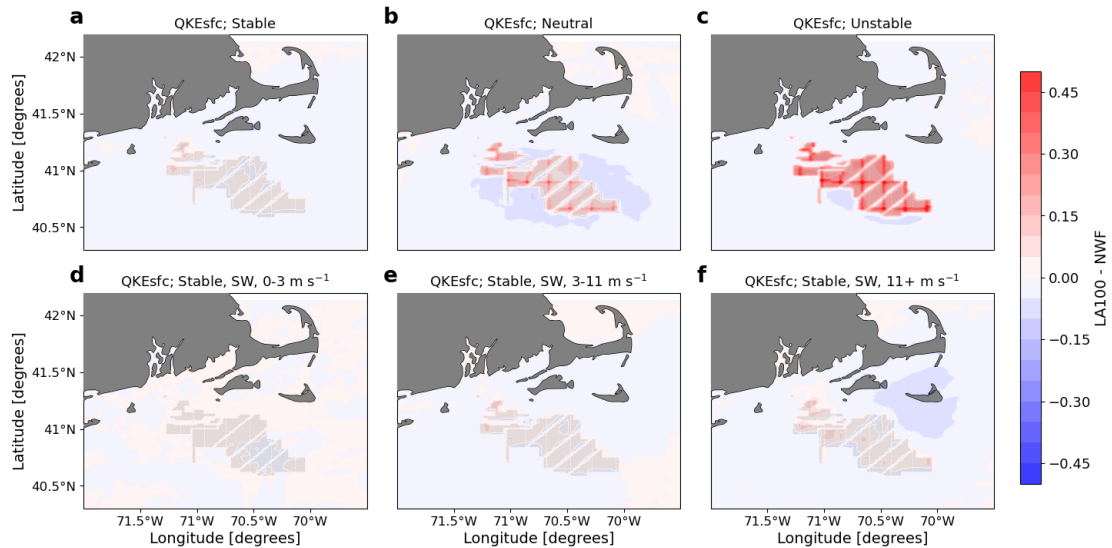 a QKEsfc; Stable
b QKEsfc; Neutral
c QKEsfc; Unstable
42°N
41.5°N
41°N
40.5°N
Latitude [degrees]
d QKEsfc; Stable, SW, 0-3 m s⁻¹
e QKEsfc; Stable, SW, 3-11 m s⁻¹
f QKEsfc; Stable, SW, 11+ m s⁻¹
42°N
41.5°N
41°N
40.5°N
Latitude [degrees]
71.5°W 71°W 70.5°W 70°W
71.5°W 71°W 70.5°W 70°W
71.5°W 71°W 70.5°W 70°W
Longitude [degrees]
Longitude [degrees]
Longitude [degrees]
0.45
0.30
0.15
0.00
−0.15
−0.30
−0.45
LA100 - NWF